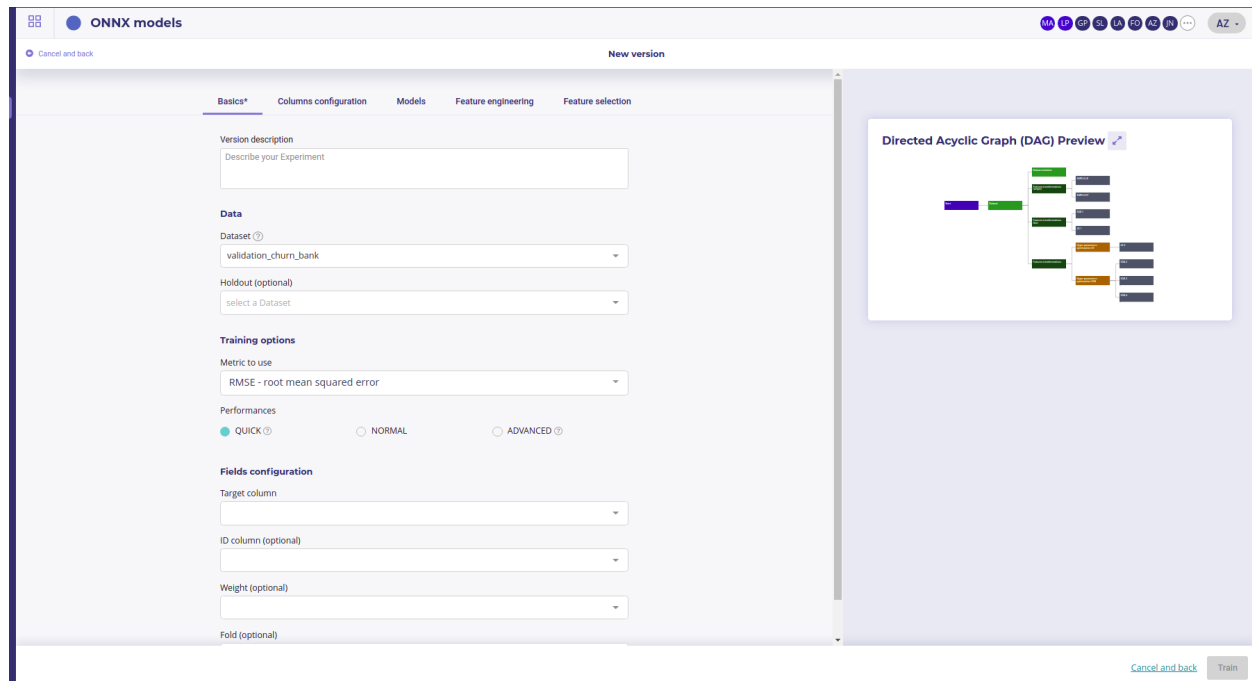 ONNX models
MA LP GP SL LA FO AZ JN ... AZ
Cancel and back
New version
Basics* Columns configuration Models Feature engineering Feature selection
Version description
Describe your Experiment
Data
Dataset ?
validation_churn_bank
Holdout (optional)
select a Dataset
Training options
Metric to use
RMSE - root mean squared error
Performances
QUICK ? NORMAL ADVANCED ?
Fields configuration
Target column
ID column (optional)
Weight (optional)
Fold (optional)
Directed Acyclic Graph (DAG) Preview
Cancel and back Train